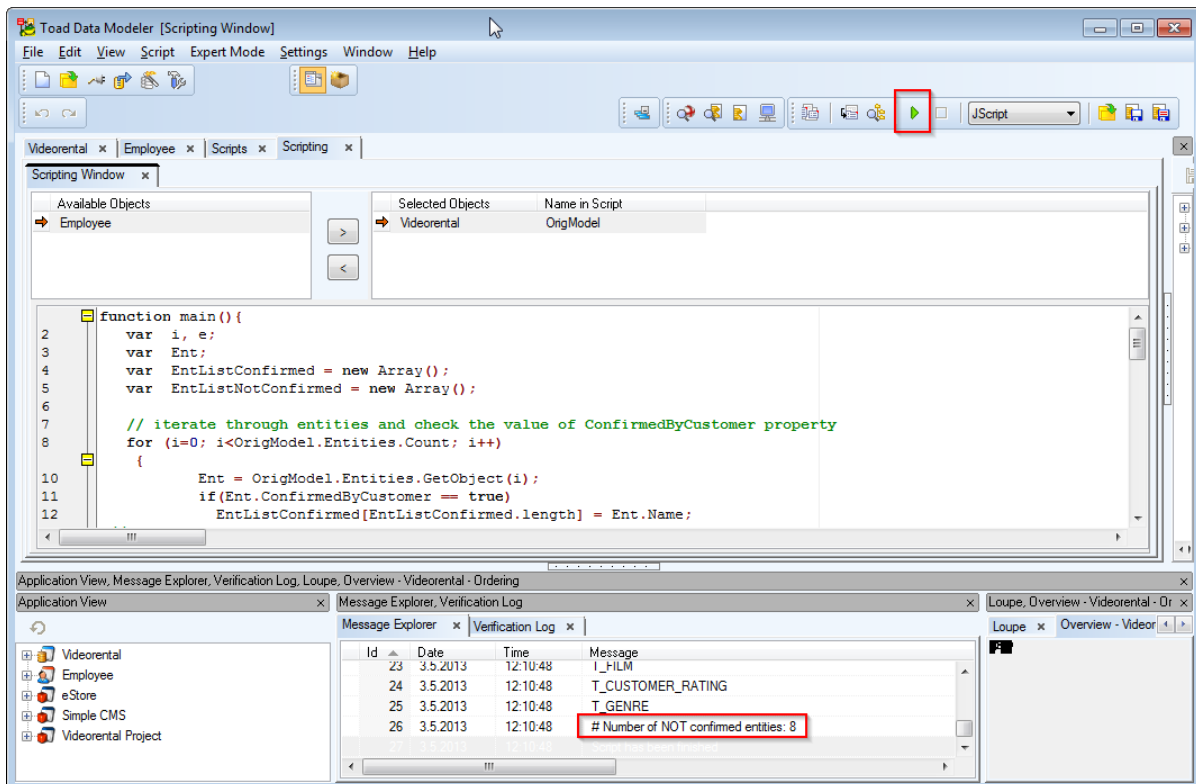 Toad Data Modeler [Scripting Window]
File Edit View Script Expert Mode Settings Window Help
JScript
Videorental Employee Scripts Scripting
Scripting Window
Available Objects
Employee
>
<
Selected Objects Name in Script
Videorental OrigModel
function main(){
2 var i, e;
3 var Ent;
4 var EntListConfirmed = new Array();
5 var EntListNotConfirmed = new Array();
6
7 // iterate through entities and check the value of ConfirmedByCustomer property
8 for (i=0; i<OrigModel.Entities.Count; i++)
{
10 Ent = OrigModel.Entities.GetObject(i);
11 if(Ent.ConfirmedByCustomer == true)
12 EntListConfirmed[EntListConfirmed.length] = Ent.Name;
Application View, Message Explorer, Verification Log, Loupe, Overview - Videorental - Ordering
Application View
Videorental
Employee
eStore
Simple CMS
Videorental Project
Message Explorer, Verification Log
Message Explorer Verification Log
Id Date Time Message
23 3.5.2013 12:10:48 T_FILM
24 3.5.2013 12:10:48 T_CUSTOMER_RATING
25 3.5.2013 12:10:48 T_GENRE
26 3.5.2013 12:10:48 # Number of NOT confirmed entities: 8
27 3.5.2013 12:10:48 Script has been finished
Loupe, Overview - Videorental - Or
Loupe Overview - Videor